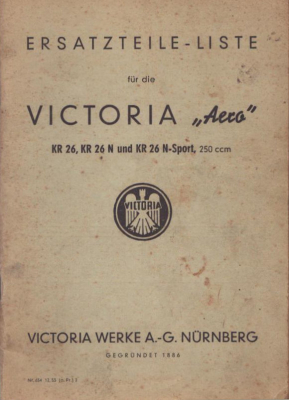 ERSATZTEILE-LISTE
für die
VICTORIA „Aero"
KR 26, KR 26 N und KR 26 N-Sport, 250 ccm
VICTORIA
VICTORIA WERKE A.-G. NÜRNBERG
GEGRÜNDET 1886